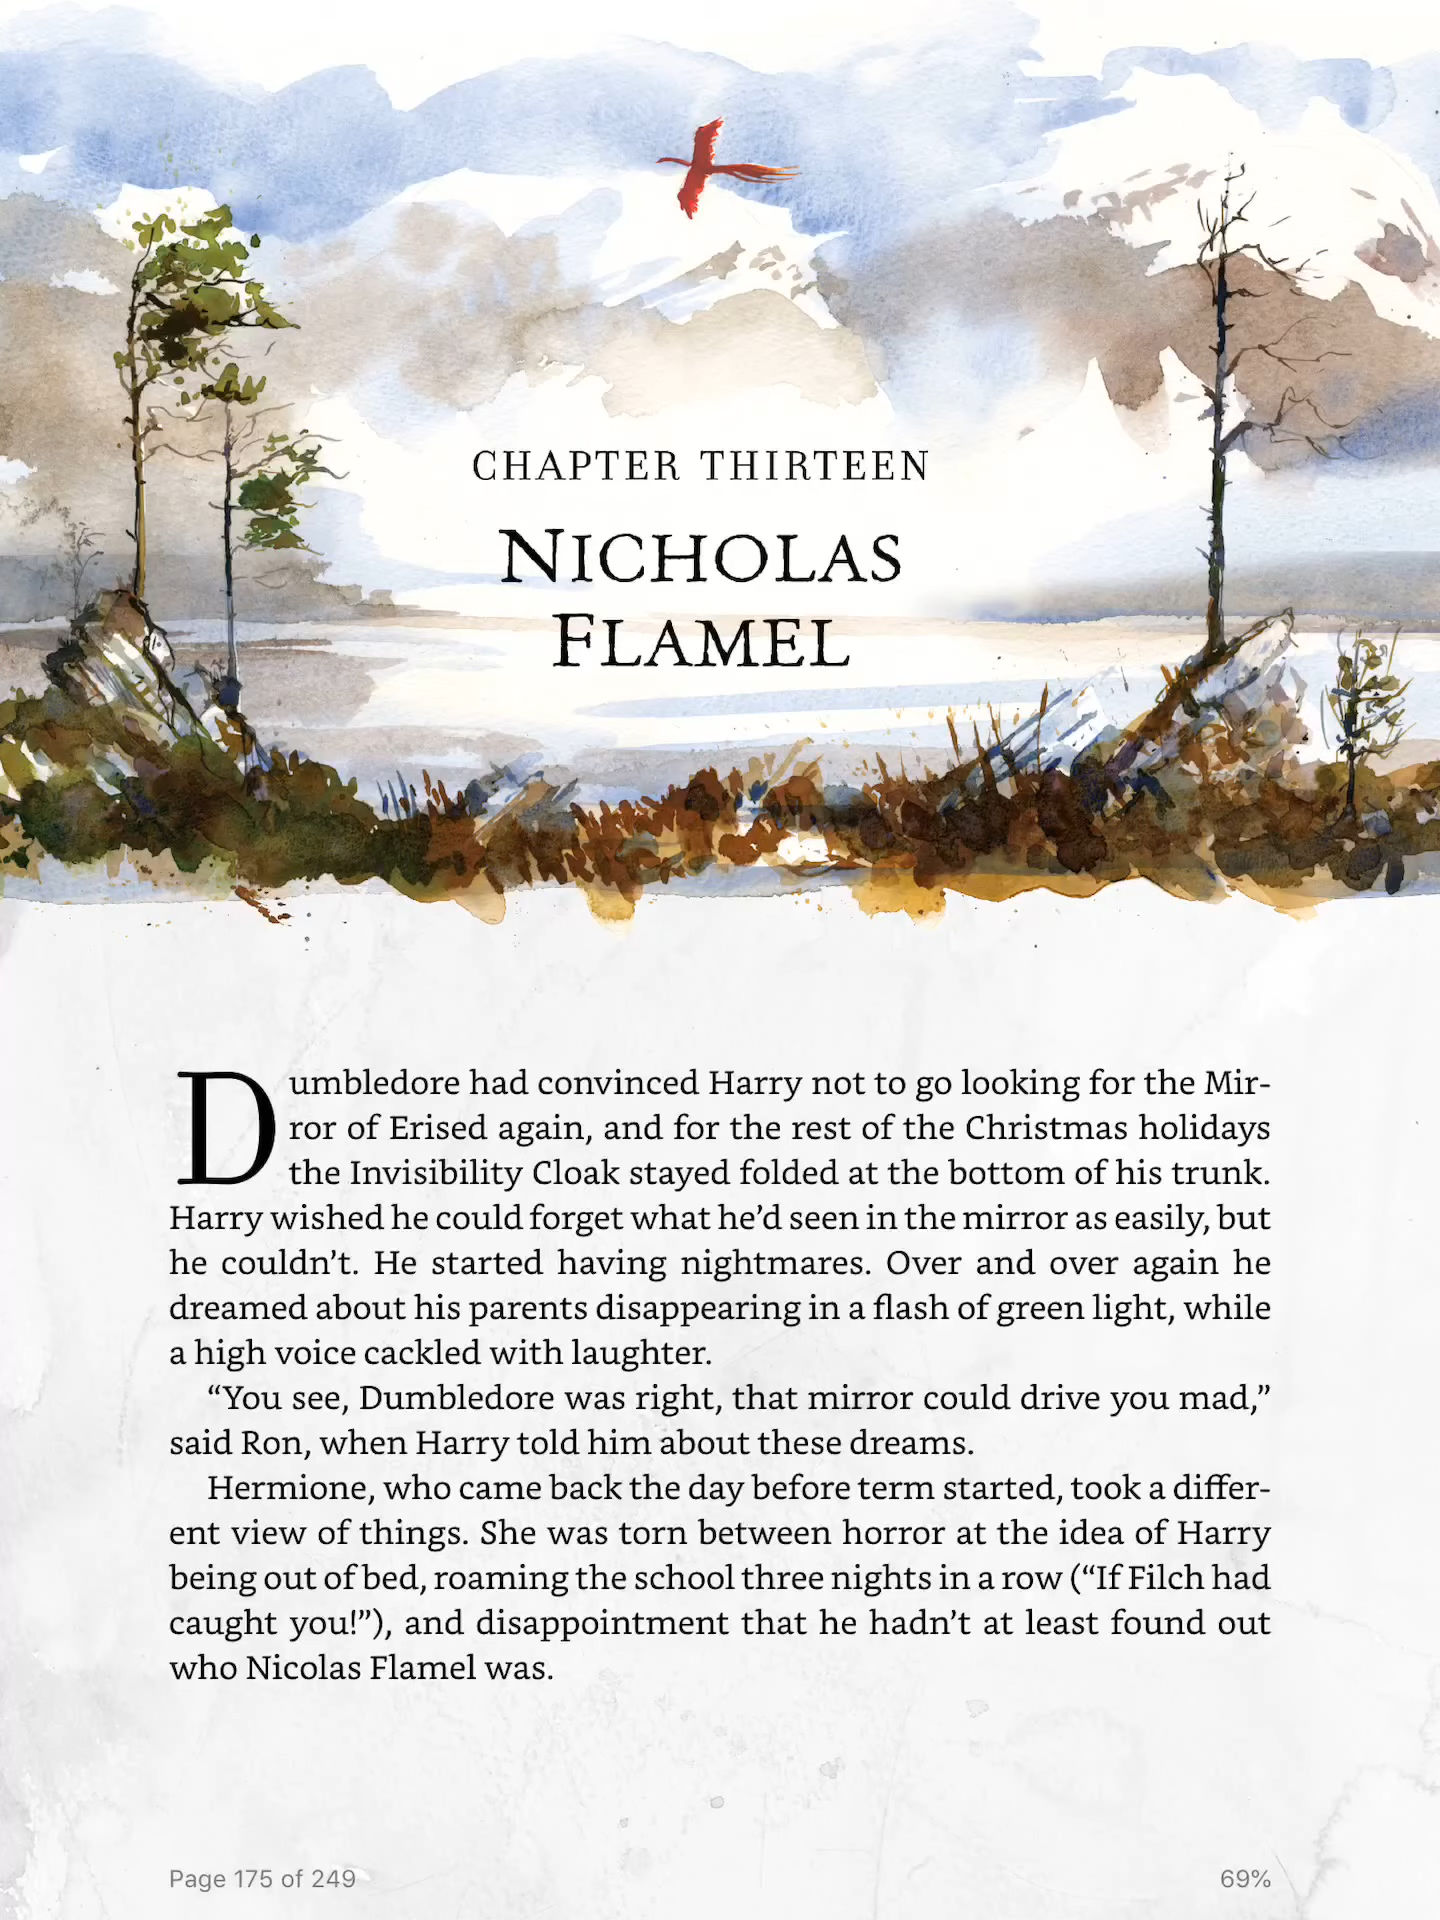 CHAPTER THIRTEEN
NICHOLAS
FLAMEL
Dumbledore had convinced Harry not to go looking for the Mir-
ror of Erised again, and for the rest of the Christmas holidays
the Invisibility Cloak stayed folded at the bottom of his trunk.
Harry wished he could forget what he’d seen in the mirror as easily, but
he couldn’t. He started having nightmares. Over and over again he
dreamed about his parents disappearing in a flash of green light, while
a high voice cackled with laughter.
“You see, Dumbledore was right, that mirror could drive you mad,”
said Ron, when Harry told him about these dreams.
Hermione, who came back the day before term started, took a differ-
ent view of things. She was torn between horror at the idea of Harry
being out of bed, roaming the school three nights in a row (“If Filch had
caught you!”), and disappointment that he hadn’t at least found out
who Nicolas Flamel was.
Page 175 of 249
69%